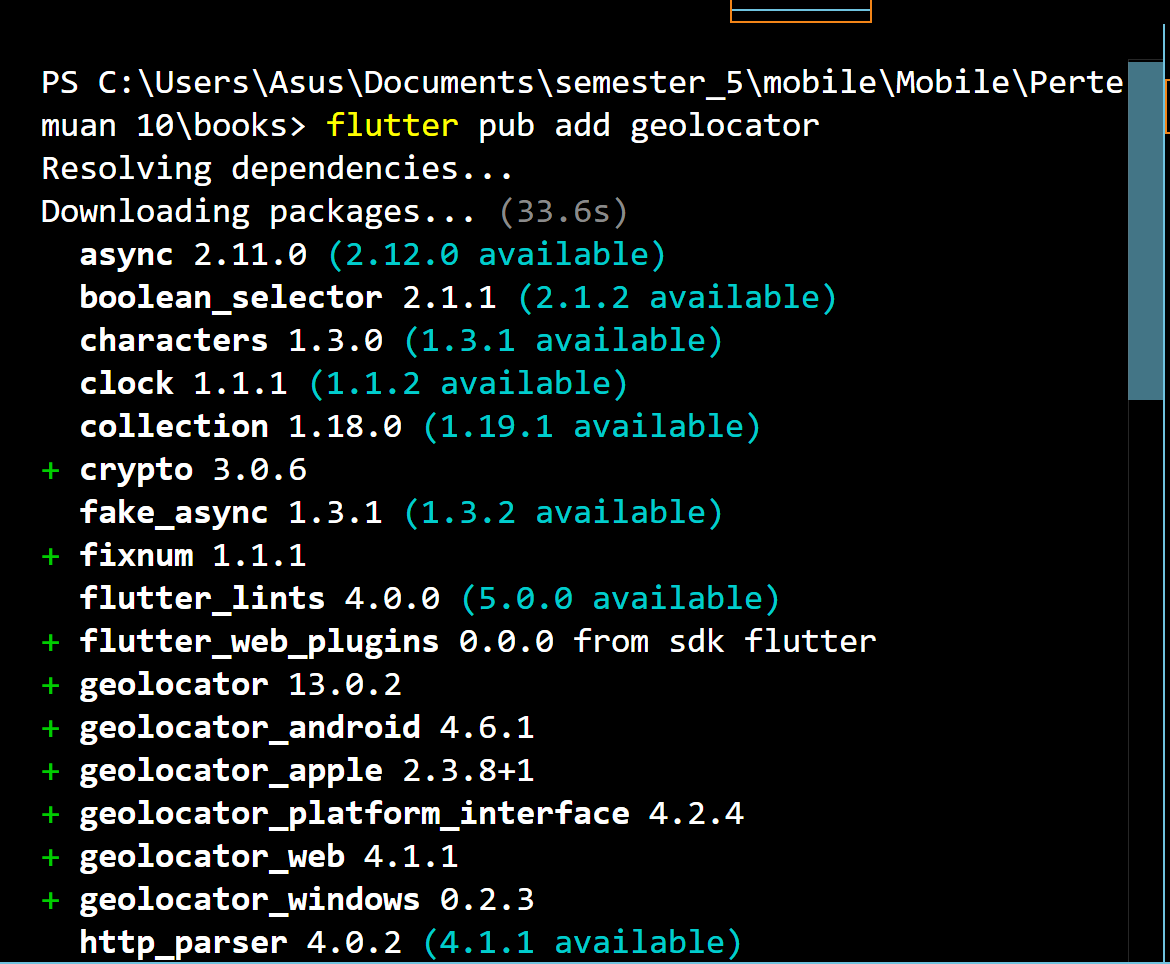 PS C:\Users\Asus\Documents\semester_5\mobile\Mobile\Perte
muan 10\books> flutter pub add geolocator
Resolving dependencies...
Downloading packages... (33.6s)
  async 2.11.0 (2.12.0 available)
  boolean_selector 2.1.1 (2.1.2 available)
  characters 1.3.0 (1.3.1 available)
  clock 1.1.1 (1.1.2 available)
  collection 1.18.0 (1.19.1 available)
+ crypto 3.0.6
  fake_async 1.3.1 (1.3.2 available)
+ fixnum 1.1.1
  flutter_lints 4.0.0 (5.0.0 available)
+ flutter_web_plugins 0.0.0 from sdk flutter
+ geolocator 13.0.2
+ geolocator_android 4.6.1
+ geolocator_apple 2.3.8+1
+ geolocator_platform_interface 4.2.4
+ geolocator_web 4.1.1
+ geolocator_windows 0.2.3
  http_parser 4.0.2 (4.1.1 available)